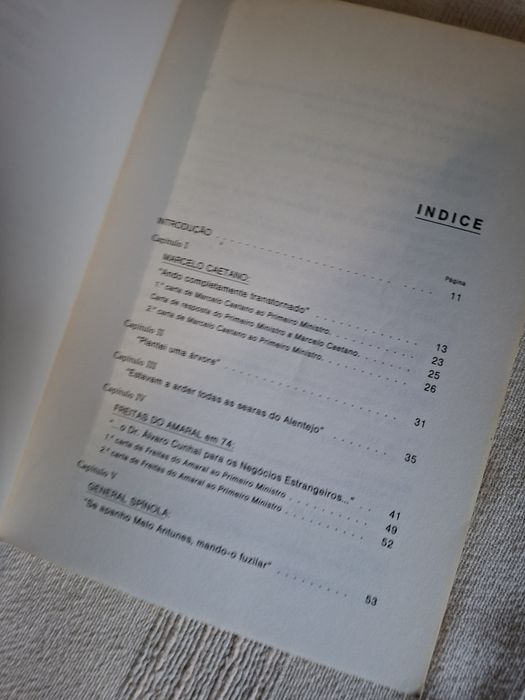 INDICE
Página
INTRODUÇÃO . . . . . . . . . . . . . . . . . . . . 11
Capítulo I
MARCELO CAETANO:
"Ando completamente transtornado" . . . . . . . . . . 13
1.ª carta de Marcelo Caetano ao Primeiro Ministro. . . . . . . . 23
Carta de resposta do Primeiro Ministro a Marcelo Caetano. . . . . . 25
2.ª carta de Marcelo Caetano ao Primeiro Ministro. . . . . . . . 26
Capítulo II
"Plantei uma árvore" . . . . . . . . . . . . . . . . 31
Capítulo III
"Estavam a arder todas as searas do Alentejo" . . . . . . 35
Capítulo IV
FREITAS DO AMARAL em 74:
"...o Dr. Álvaro Cunhal para os Negócios Estrangeiros..." . . 41
1.ª carta de Freitas do Amaral ao Primeiro Ministro . . . . . . 49
2.ª carta de Freitas do Amaral ao Primeiro Ministro . . . . . . 52
Capítulo V
GENERAL SPÍNOLA:
"Se apanho Melo Antunes, mando-o fuzilar" . . . . . . . . 53